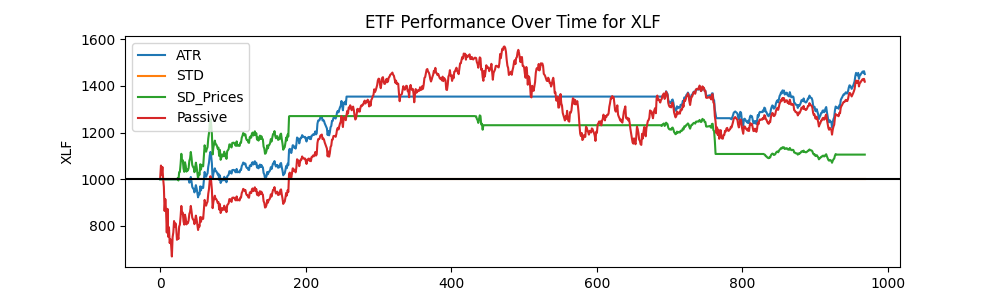 ETF Performance Over Time for XLF
XLF
1600
1400
1200
1000
800
ATR
STD
SD_Prices
Passive
0
200
400
600
800
1000